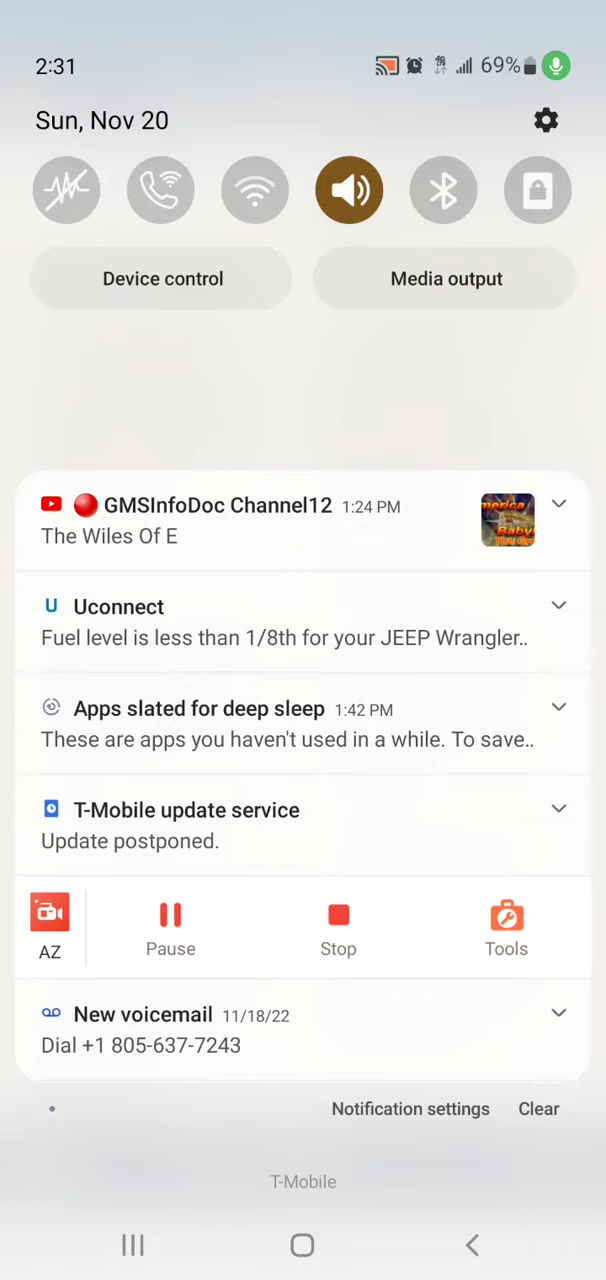 2:31
69%
Sun, Nov 20
Device control
Media output
GMSInfoDoc Channel12 1:24 PM
The Wiles Of E
U Uconnect
Fuel level is less than 1/8th for your JEEP Wrangler..
Apps slated for deep sleep 1:42 PM
These are apps you haven't used in a while. To save..
T-Mobile update service
Update postponed.
AZ
Pause
Stop
Tools
New voicemail 11/18/22
Dial +1 805-637-7243
Notification settings
Clear
T-Mobile